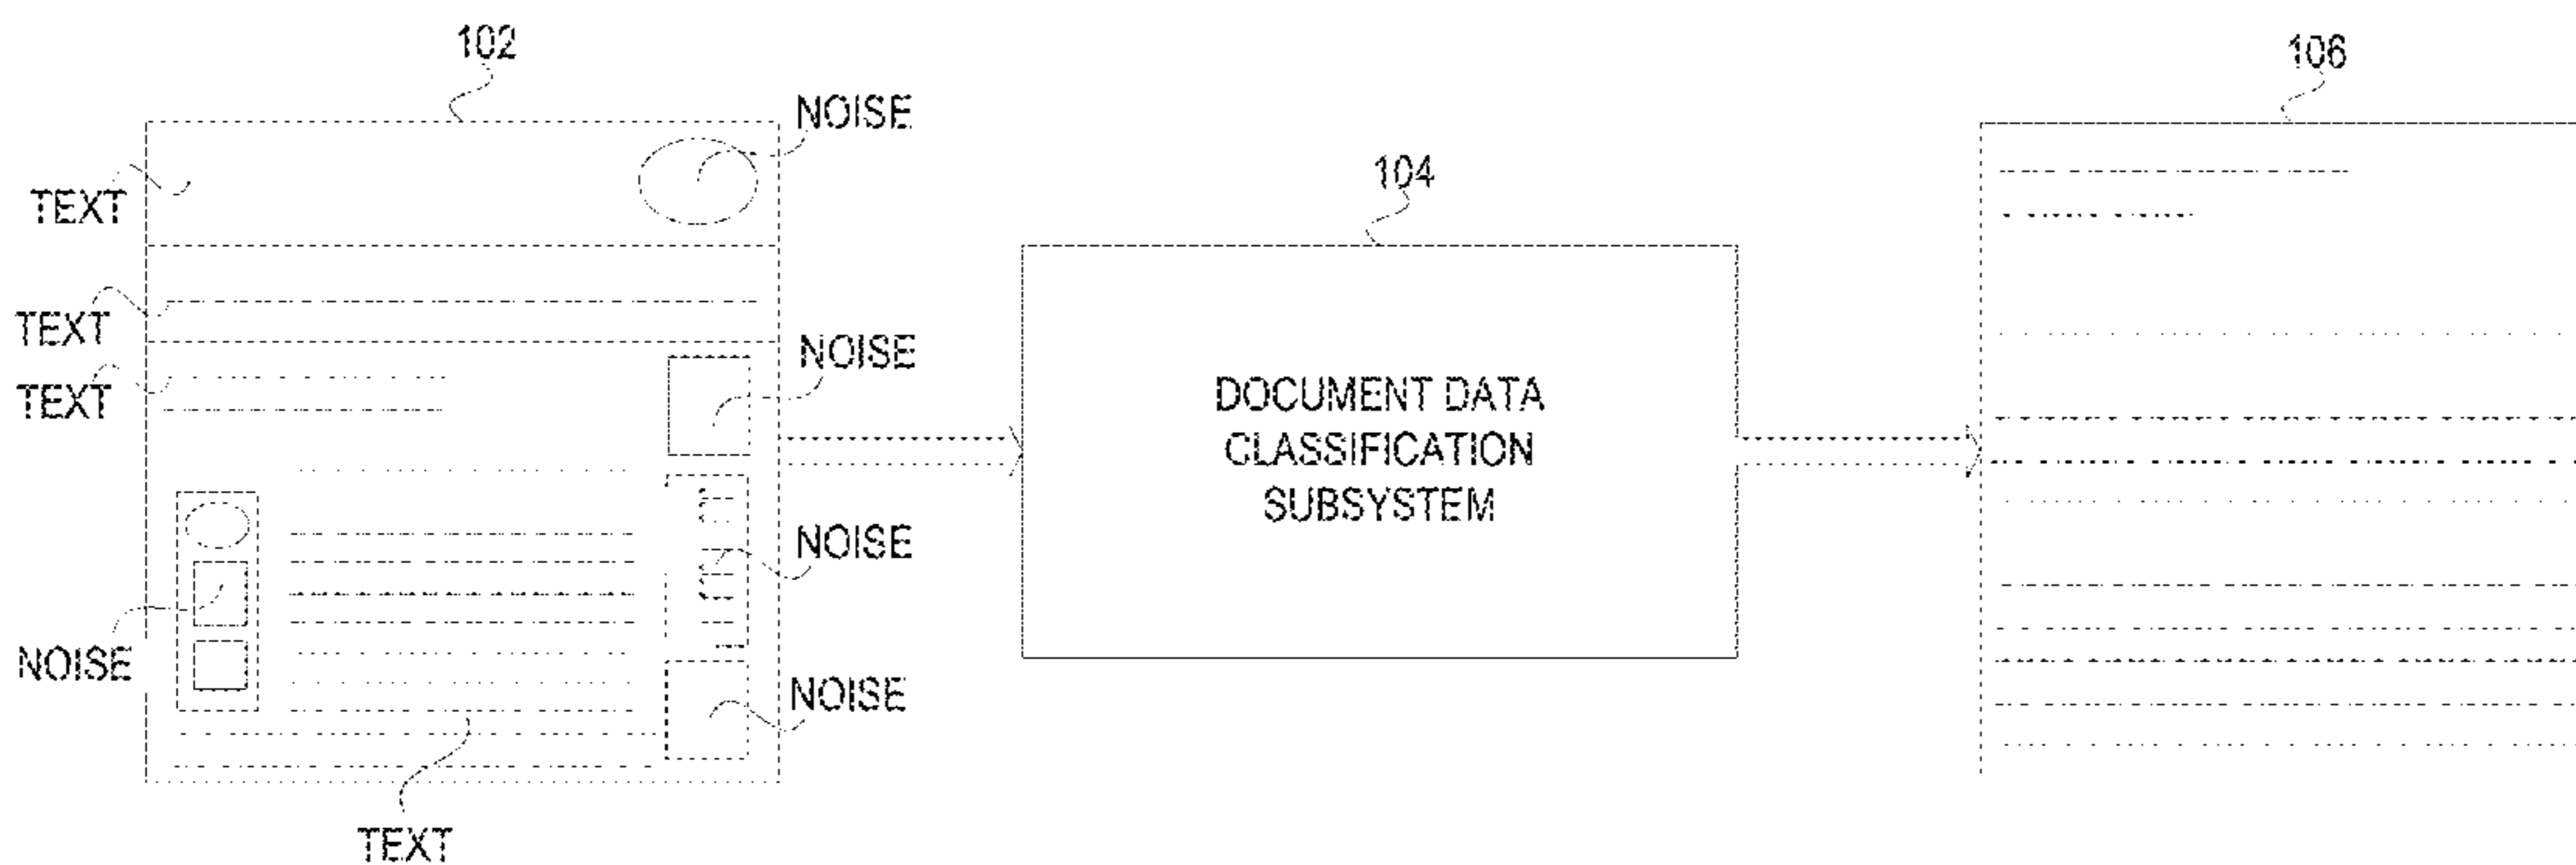 102
106
NOISE
104
TEXT
TEXT
NOISE
TEXT
DOCUMENT DATA
CLASSIFICATION
SUBSYSTEM
NOISE
NOISE
NOISE
TEXT